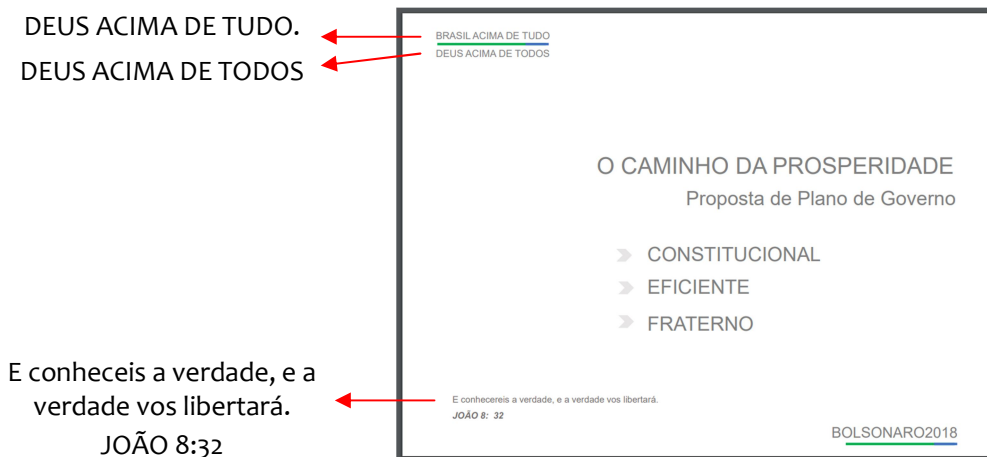 DEUS ACIMA DE TUDO.
DEUS ACIMA DE TODOS
BRASIL ACIMA DE TUDO
DEUS ACIMA DE TODOS
O CAMINHO DA PROSPERIDADE
Proposta de Plano de Governo
CONSTITUCIONAL
EFICIENTE
FRATERNO
E conheceis a verdade, e a
verdade vos libertará.
JOÃO 8:32
E conhecereis a verdade, e a verdade vos libertará.
JOÃO 8: 32
BOLSONARO2018